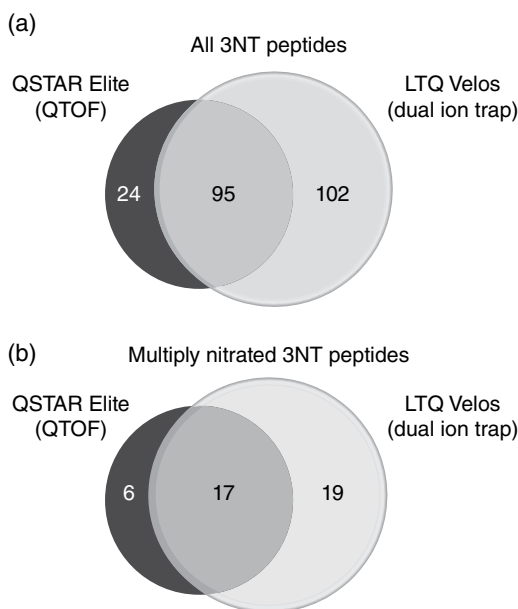 (a)
All 3NT peptides
QSTAR Elite
(QTOF)
LTQ Velos
(dual ion trap)
24
95
102
(b)
Multiply nitrated 3NT peptides
QSTAR Elite
(QTOF)
LTQ Velos
(dual ion trap)
6
17
19